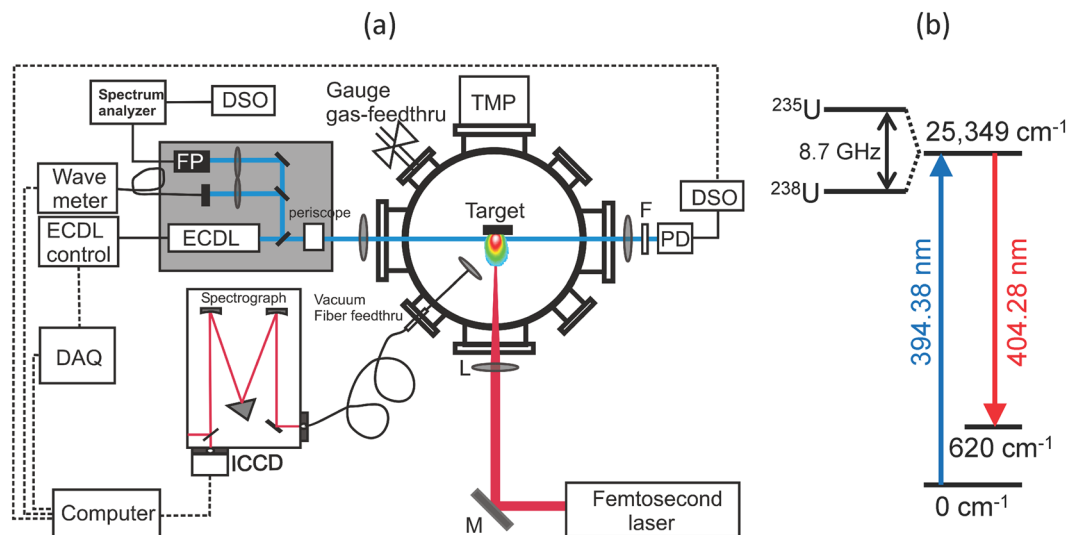 (a)
(b)
Spectrum
analyzer
DSO
Gauge
gas-feedthru
TMP
FP
Wave
meter
periscope
ECDL
control
ECDL
Target
F
DSO
PD
Spectrograph
Vacuum
Fiber feedthru
DAQ
L
ICCD
Computer
M
Femtosecond
laser
²³⁵U
8.7 GHz
²³⁸U
25,349 cm⁻¹
394.38 nm
404.28 nm
620 cm⁻¹
0 cm⁻¹